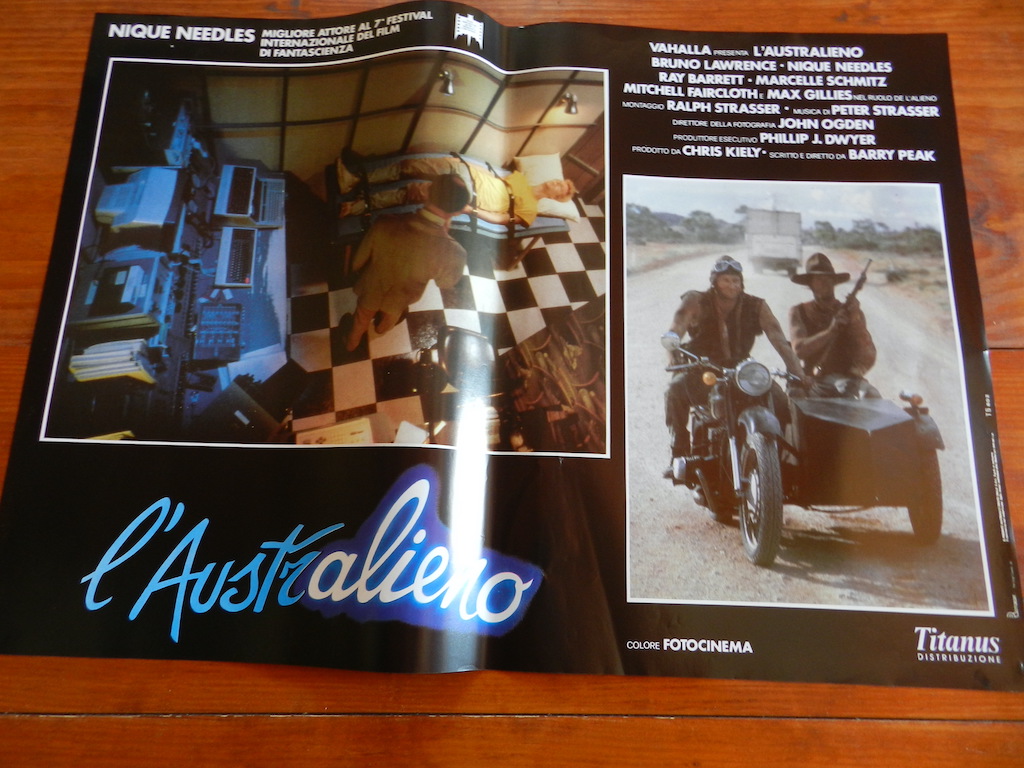 NIQUE NEEDLES MIGLIORE ATTORE AL 7° FESTIVAL
INTERNAZIONALE DEL FILM
DI FANTASCIENZA
VAHALLA PRESENTA L'AUSTRALIENO
BRUNO LAWRENCE • NIQUE NEEDLES
RAY BARRETT • MARCELLE SCHMITZ
MITCHELL FAIRCLOTH E MAX GILLIES NEL RUOLO DE L'ALIENO
MONTAGGIO RALPH STRASSER • MUSICA DI PETER STRASSER
DIRETTORE DELLA FOTOGRAFIA JOHN OGDEN
PRODUTTORE ESECUTIVO PHILLIP J. DWYER
PRODOTTO DA CHRIS KIELY • SCRITTO E DIRETTO DA BARRY PEAK
l'Australieno
COLORE FOTOCINEMA
Titanus
DISTRIBUZIONE